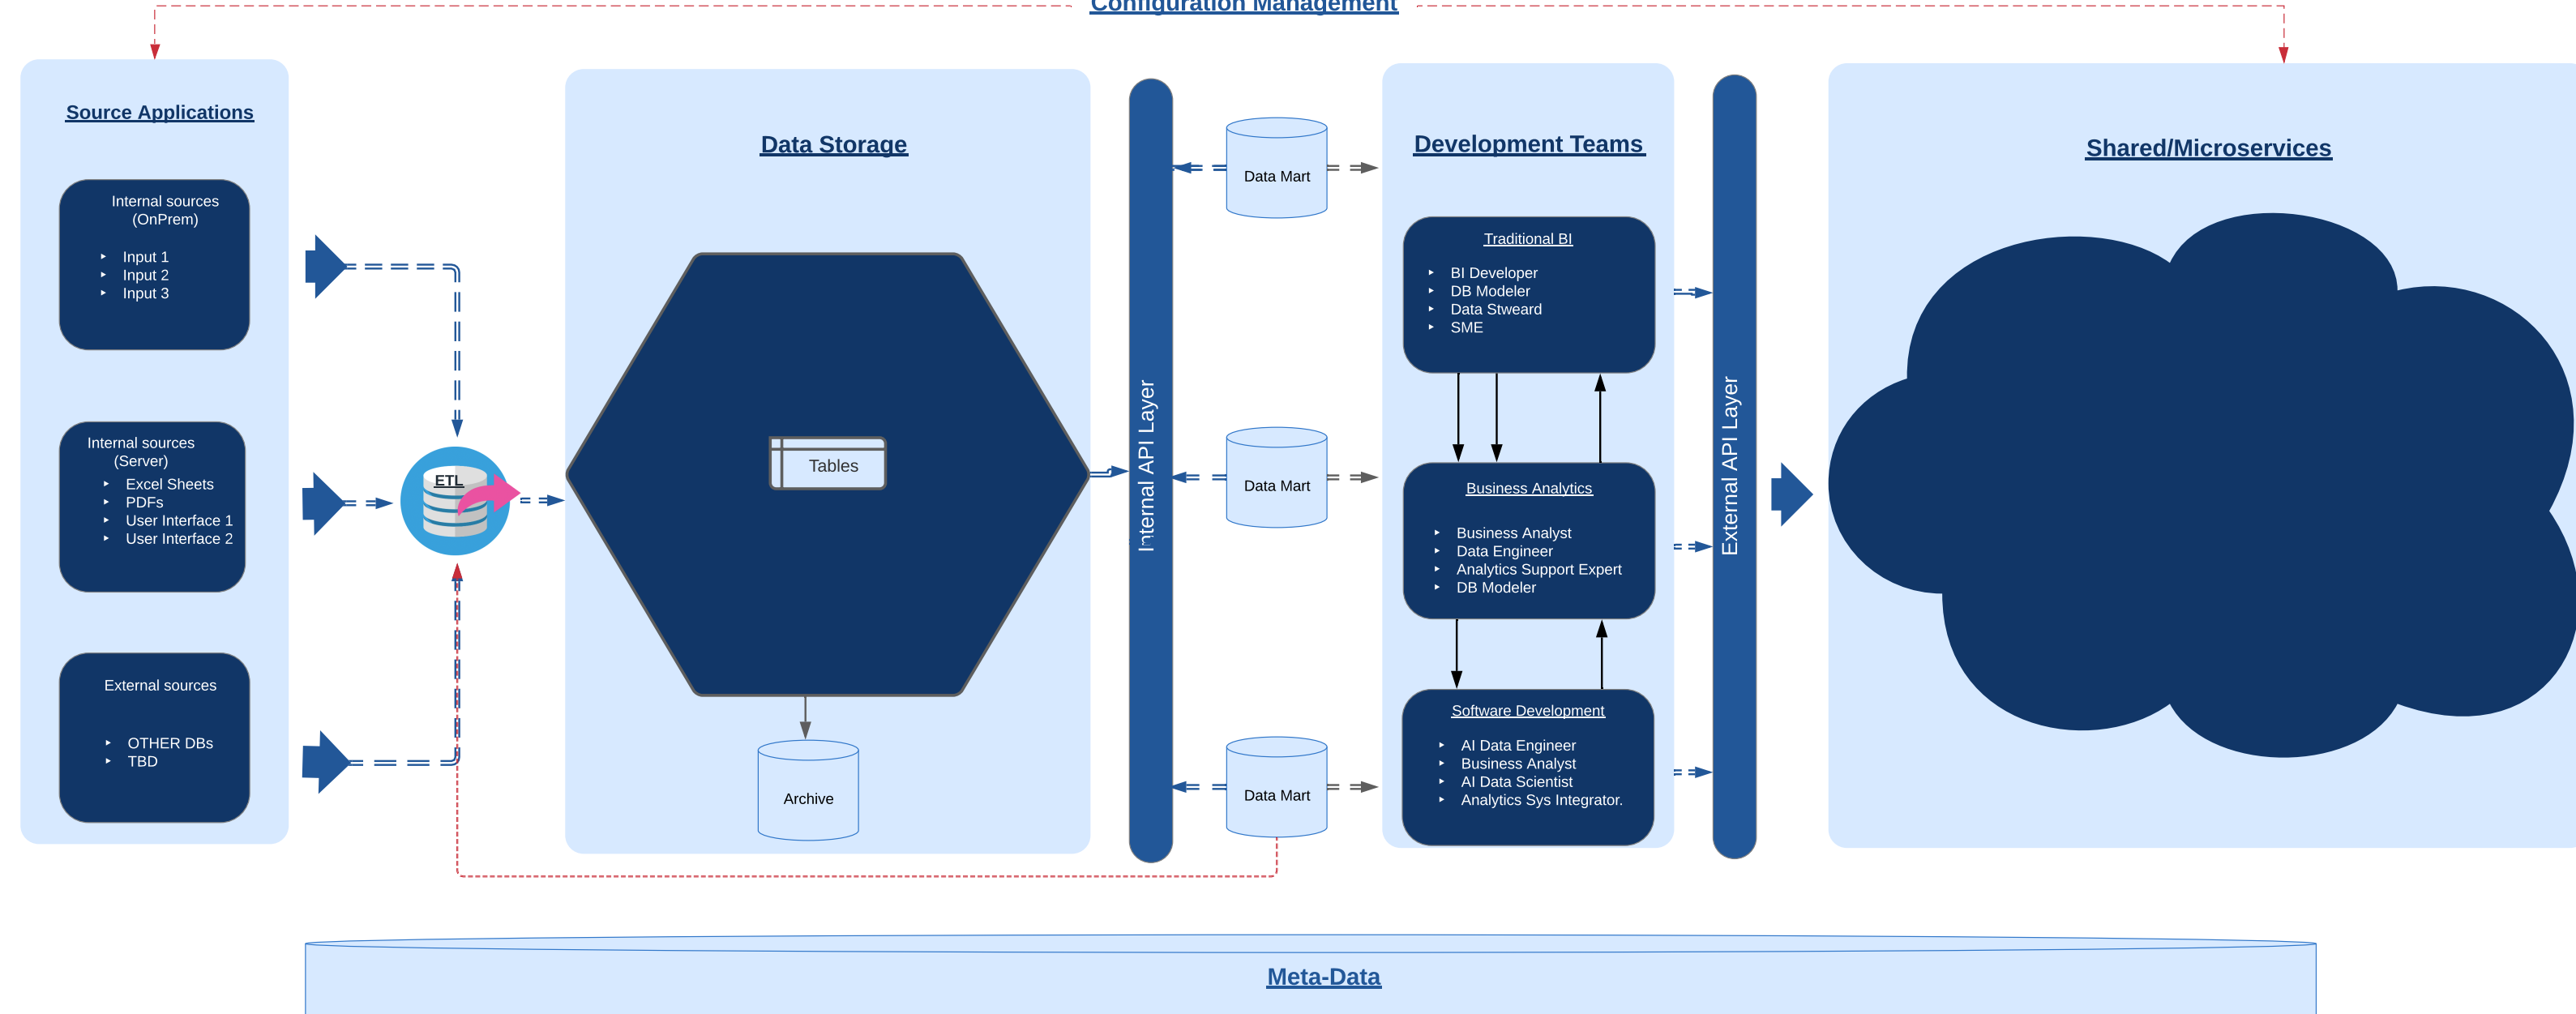 Configuration Management
Source Applications
Internal sources
(OnPrem)
‣ Input 1
‣ Input 2
‣ Input 3
Internal sources
(Server)
‣ Excel Sheets
‣ PDFs
‣ User Interface 1
‣ User Interface 2
External sources
‣ OTHER DBs
‣ TBD
ETL
Data Storage
Tables
Archive
Internal API Layer
Data Mart
Data Mart
Data Mart
Development Teams
Traditional BI
‣ BI Developer
‣ DB Modeler
‣ Data Stweard
‣ SME
Business Analytics
‣ Business Analyst
‣ Data Engineer
‣ Analytics Support Expert
‣ DB Modeler
Software Development
‣ AI Data Engineer
‣ Business Analyst
‣ AI Data Scientist
‣ Analytics Sys Integrator.
External API Layer
Shared/Microservices
Meta-Data